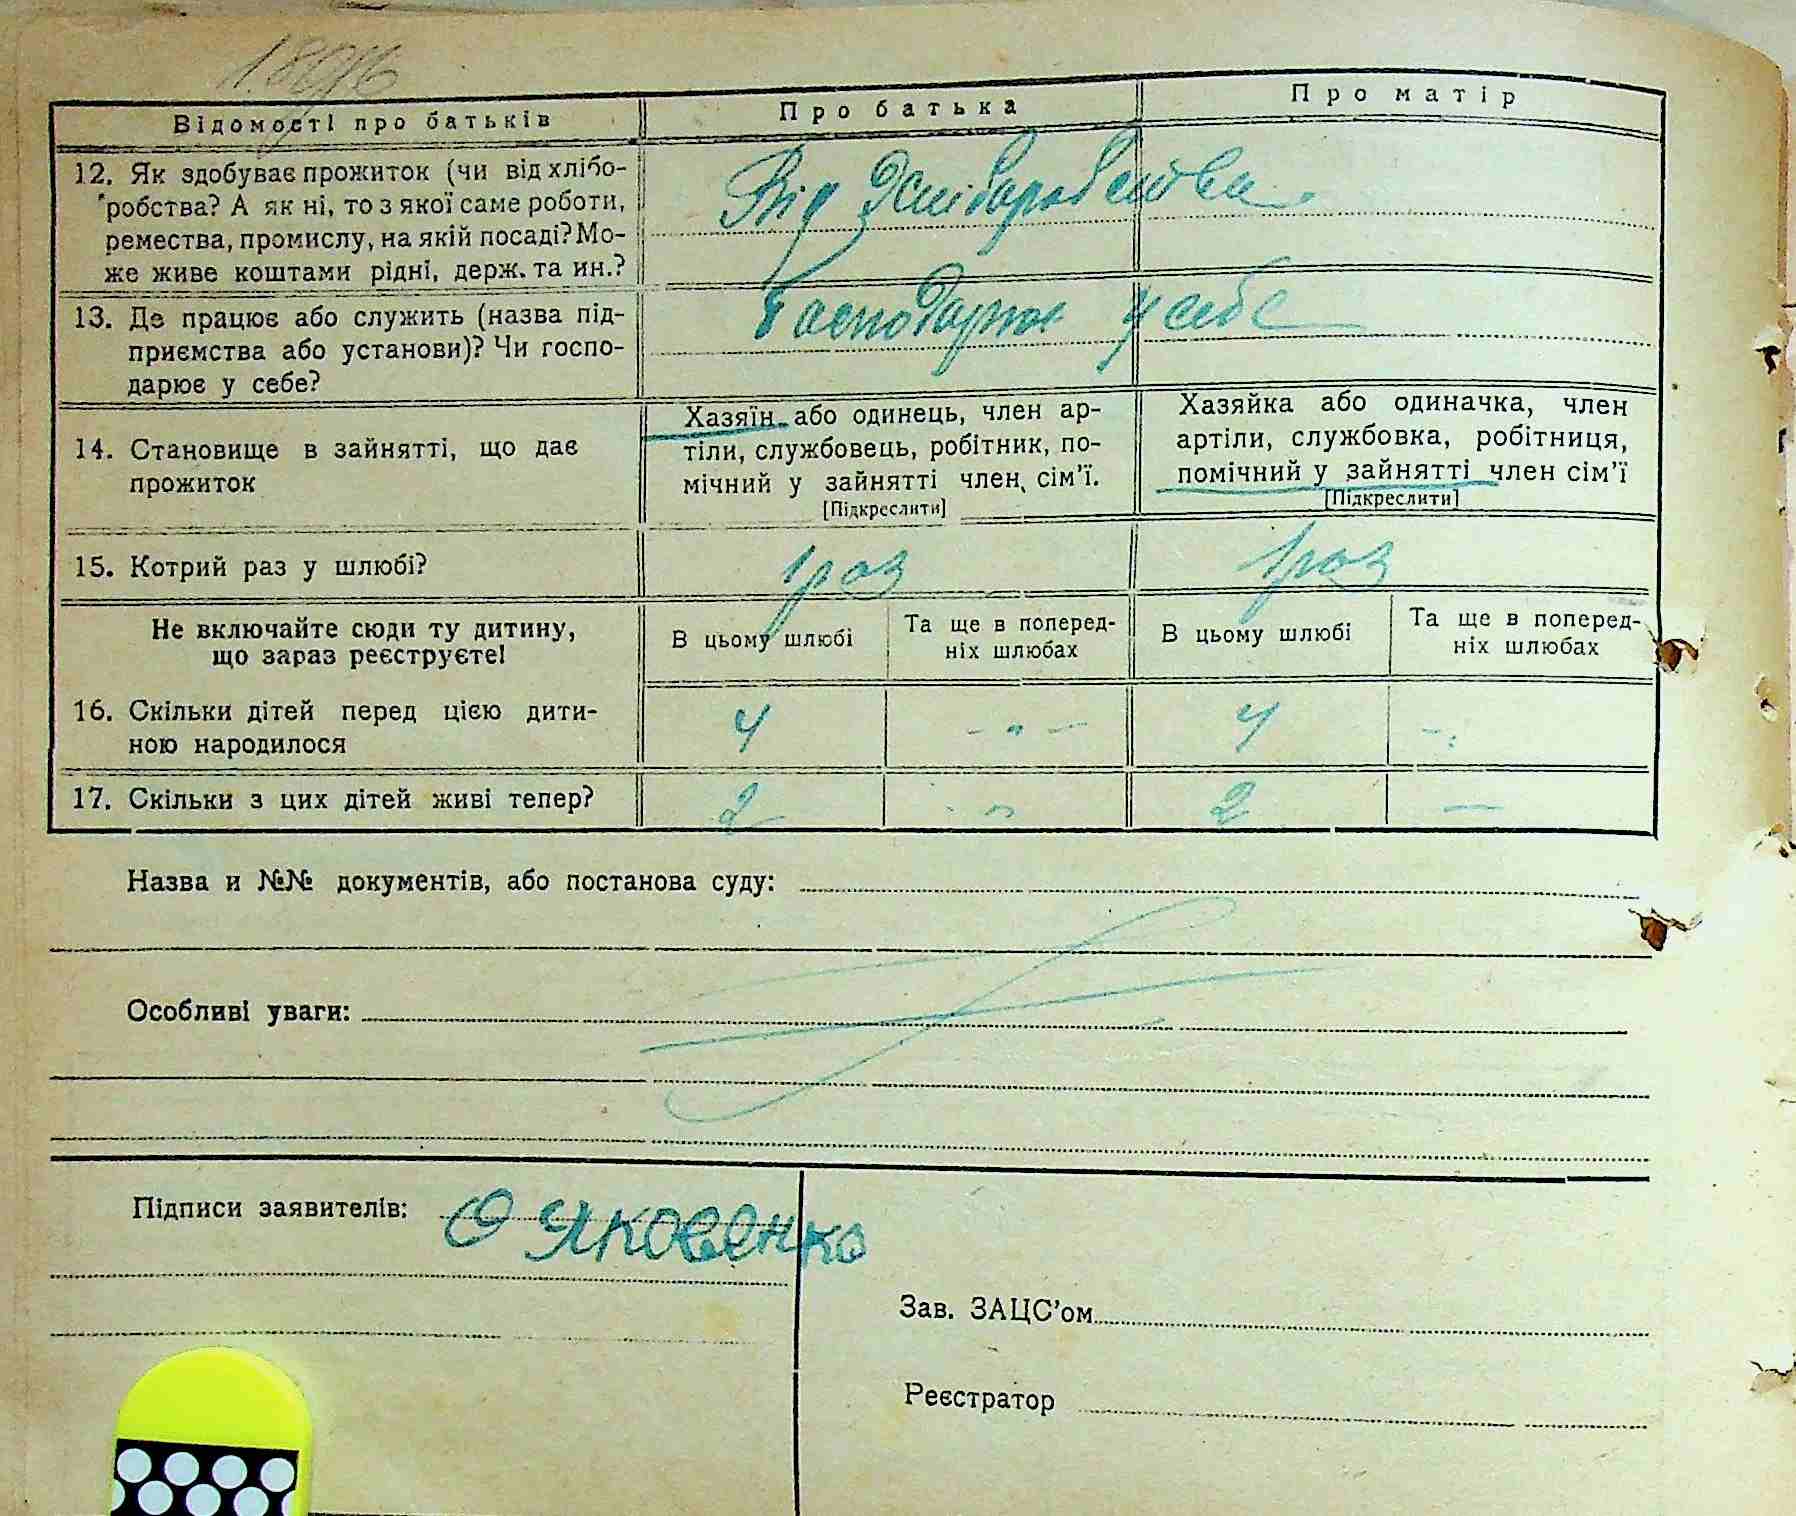 Відомості про батьків
Про батька
Про матір
12. Як здобуває прожиток (чи від хлібо-
робства? А як ні, то з якої саме роботи,
ремества, промислу, на якій посаді? Мо-
же живе коштами рідні, держ. та ин.?
Від хліборобства
13. Де працює або служить (назва під-
приємства або установи)? Чи госпо-
дарює у себе?
Господарює у себе
14. Становище в зайнятті, що дає
прожиток
Хазяїн або одинець, член ар-
тіли, службовець, робітник, по-
мічний у зайнятті член сім’ї.
[Підкреслити]
Хазяйка або одиначка, член
артіли, службовка, робітниця,
помічний у зайнятті член сім’ї
[Підкреслити]
15. Котрий раз у шлюбі?
1 раз
1 раз
Не включайте сюди ту дитину,
що зараз реєструєте!
В цьому шлюбі
Та ще в поперед-
ніх шлюбах
В цьому шлюбі
Та ще в поперед-
ніх шлюбах
16. Скільки дітей перед цією дити-
ною народилося
4
- " -
4
-
17. Скільки з цих дітей живі тепер?
2
2
—
Назва и №№ документів, або постанова суду:
Особливі уваги:
Підписи заявителів: О Яковенко
Зав. ЗАЦС’ом
Реєстратор